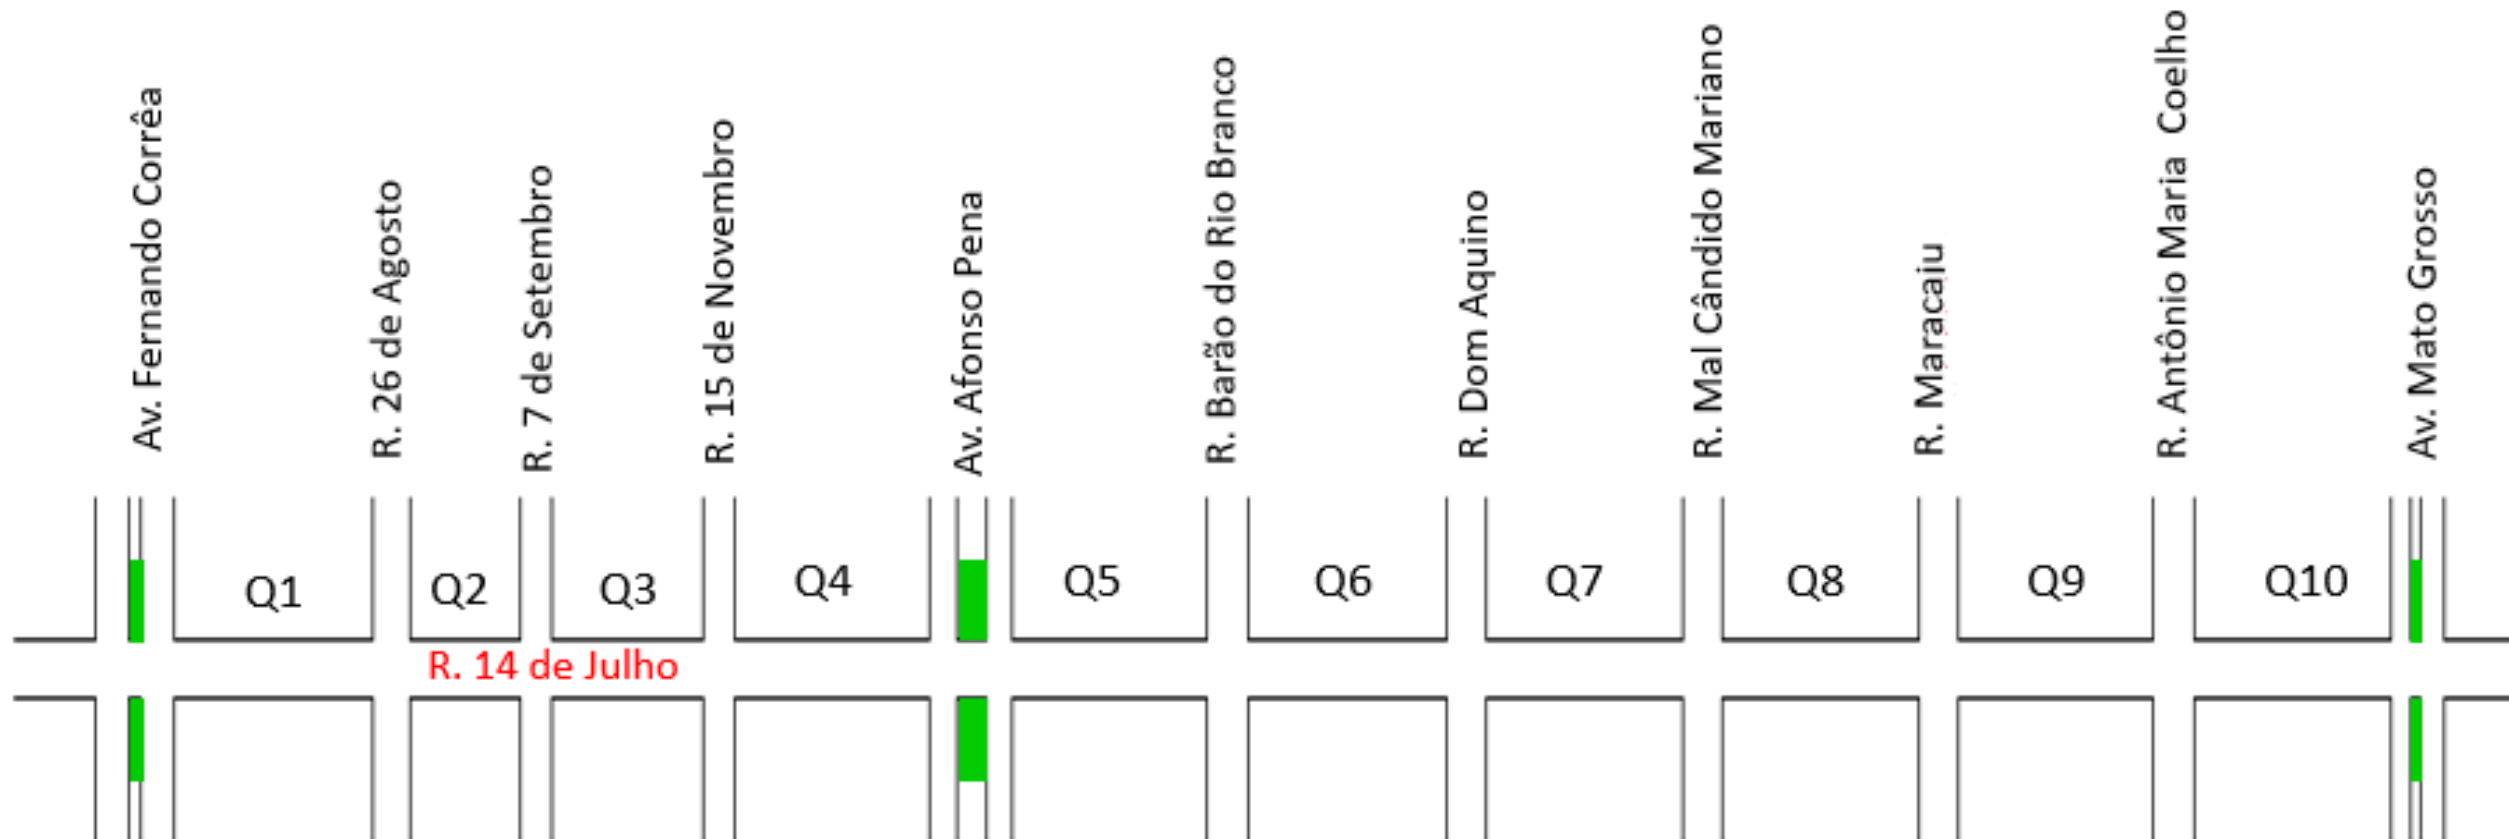 Av. Fernando Corrêa
R. 26 de Agosto
R. 7 de Setembro
R. 15 de Novembro
Av. Afonso Pena
R. Barão do Rio Branco
R. Dom Aquino
R. Mal Cândido Mariano
R. Maracaju
R. Antônio Maria Coelho
Av. Mato Grosso
Q1
Q2
Q3
Q4
Q5
Q6
Q7
Q8
Q9
Q10
R. 14 de Julho